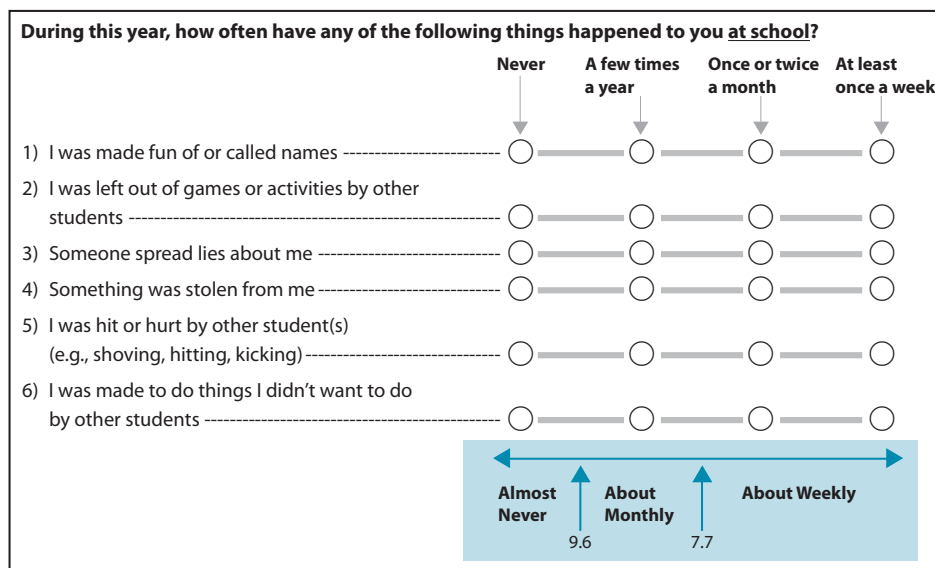 During this year, how often have any of the following things happened to you at school?
Never A few times a year Once or twice a month At least once a week
1) I was made fun of or called names
2) I was left out of games or activities by other
students
3) Someone spread lies about me
4) Something was stolen from me
5) I was hit or hurt by other student(s)
(e.g., shoving, hitting, kicking)
6) I was made to do things I didn't want to do
by other students
Almost Never About Monthly About Weekly
9.6 7.7